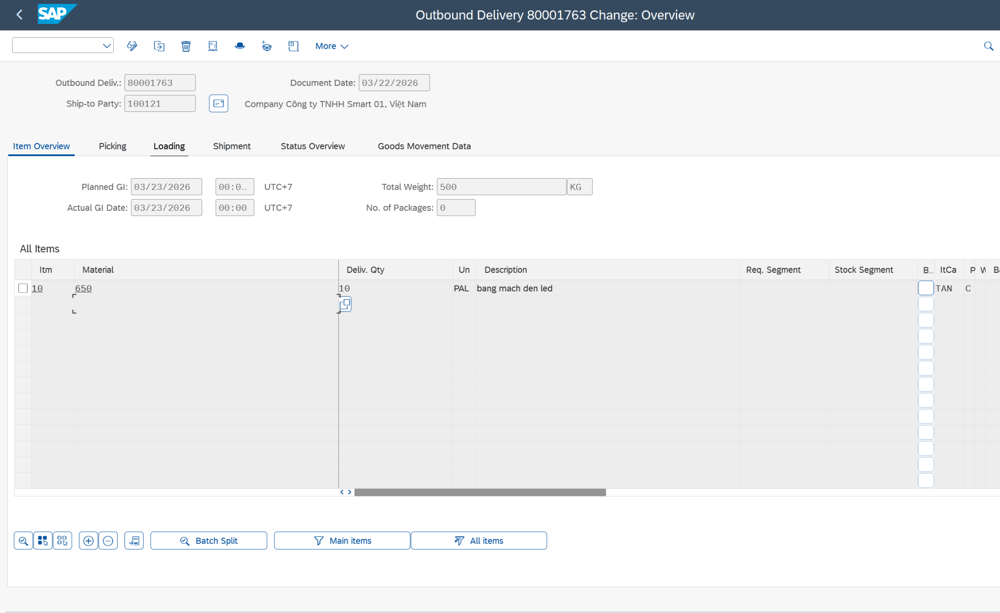 SAP
Outbound Delivery 80001763 Change: Overview
More
Outbound Deliv.: 80001763 Document Date: 03/22/2026
Ship-to Party: 100121 Company Công ty TNHH Smart 01, Việt Nam
Item Overview Picking Loading Shipment Status Overview Goods Movement Data
Planned GI: 03/23/2026 00:0... UTC+7 Total Weight: 500 KG
Actual GI Date: 03/23/2026 00:00 UTC+7 No. of Packages: 0
All Items
Itm Material Deliv. Qty Un Description Req. Segment Stock Segment B... ItCa P W
10 650 10 PAL bang mach den led TAN C
Batch Split Main items All items